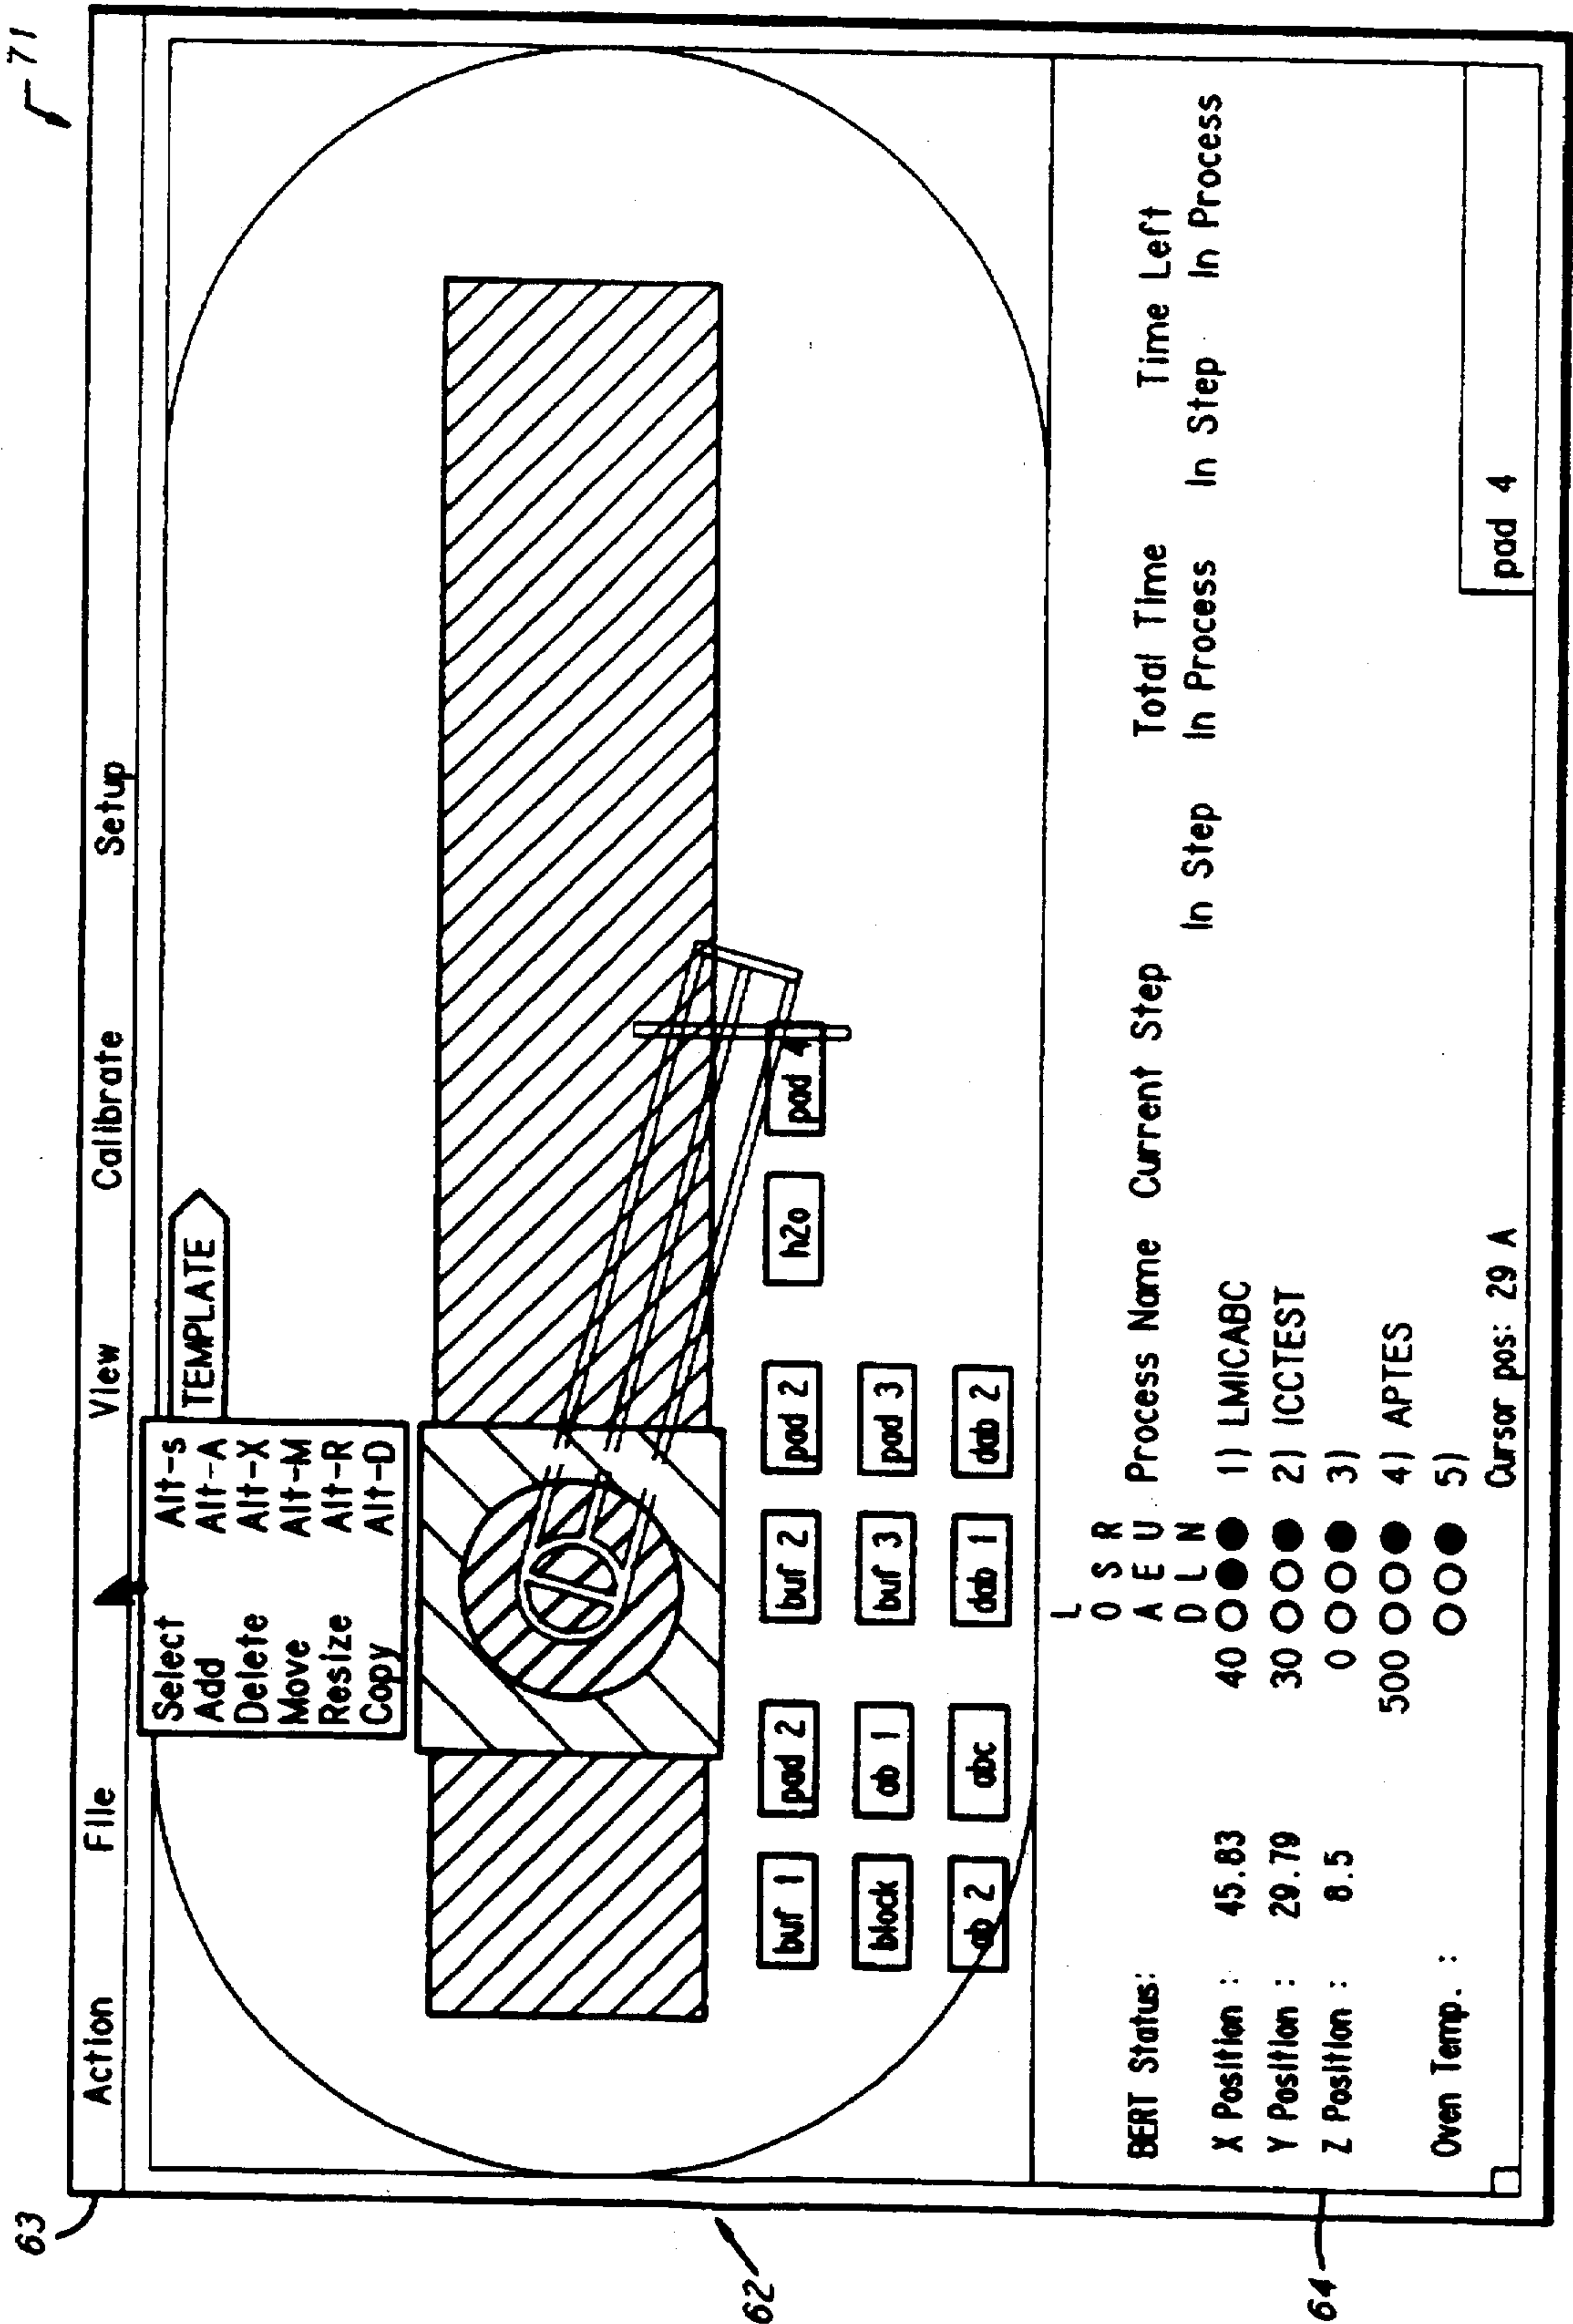 71
63
Action File View Calibrate Setup
Select Alt-s
Add Alt-A
Delete Alt-X
Move Alt-M
Resize Alt-R
Copy Alt-D
TEMPLATE
62
buf 1 pad 2 buf 2 pad 2 h2o pad 4
block ab 1 buf 3 pad 3
ab 2 abc dab 1 dab 2
L
O S R
A E U
D L N
BERT Status: Process Name Current Step Total Time Time Left
In Step In Process In Step In Process
X Position : 45.83 40 1) LMICABC
Y Position : 29.79 30 2) ICCTEST
Z Position : 8.5 0 3)
500 4) APTES
Oven Temp. : 5)
Cursor pos: 29 A pad 4
64